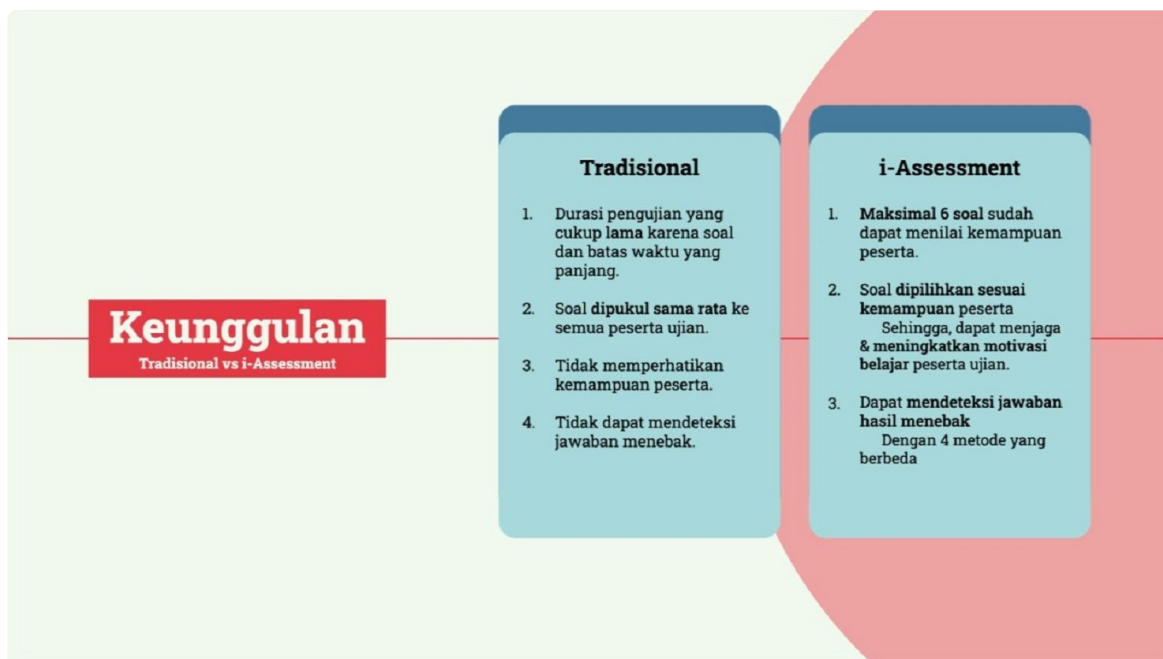 Keunggulan
Tradisional vs i-Assessment
Tradisional
1. Durasi pengujian yang
cukup lama karena soal
dan batas waktu yang
panjang.
2. Soal dipukul sama rata ke
semua peserta ujian.
3. Tidak memperhatikan
kemampuan peserta.
4. Tidak dapat mendeteksi
jawaban menebak.
i-Assessment
1. Maksimal 6 soal sudah
dapat menilai kemampuan
peserta.
2. Soal dipilihkan sesuai
kemampuan peserta
Sehingga, dapat menjaga
& meningkatkan motivasi
belajar peserta ujian.
3. Dapat mendeteksi jawaban
hasil menebak
Dengan 4 metode yang
berbeda